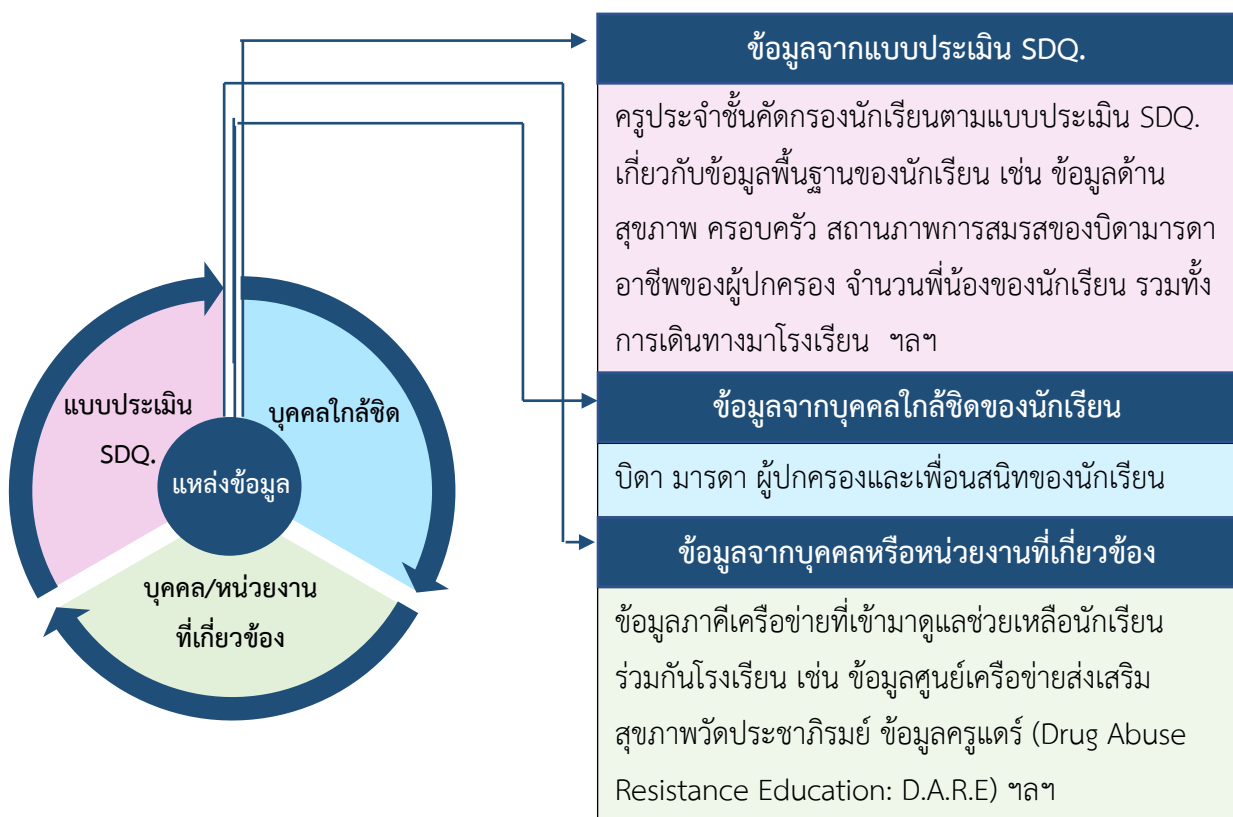 แบบประเมิน
SDQ.
บุคคลใกล้ชิด
แหล่งข้อมูล
บุคคล/หน่วยงาน
ที่เกี่ยวข้อง
ข้อมูลจากแบบประเมิน SDQ.
ครูประจำชั้นคัดกรองนักเรียนตามแบบประเมิน SDQ.
เกี่ยวกับข้อมูลพื้นฐานของนักเรียน เช่น ข้อมูลด้าน
สุขภาพ ครอบครัว สถานภาพการสมรสของบิดามารดา
อาชีพของผู้ปกครอง จำนวนพี่น้องของนักเรียน รวมทั้ง
การเดินทางมาโรงเรียน ฯลฯ
ข้อมูลจากบุคคลใกล้ชิดของนักเรียน
บิดา มารดา ผู้ปกครองและเพื่อนสนิทของนักเรียน
ข้อมูลจากบุคคลหรือหน่วยงานที่เกี่ยวข้อง
ข้อมูลภาคีเครือข่ายที่เข้ามาดูแลช่วยเหลือนักเรียน
ร่วมกันโรงเรียน เช่น ข้อมูลศูนย์เครือข่ายส่งเสริม
สุขภาพวัดประชาภิรมย์ ข้อมูลครูแดร์ (Drug Abuse
Resistance Education: D.A.R.E) ฯลฯ